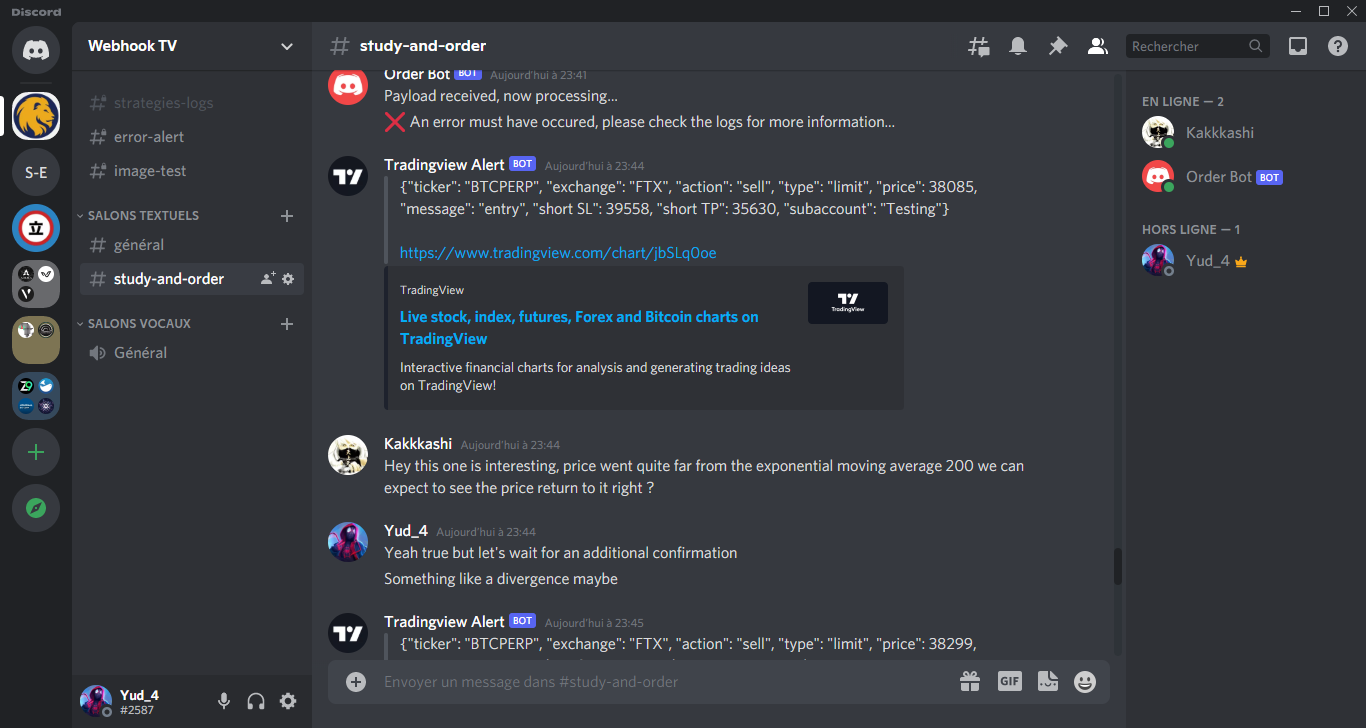 Discord
Webhook TV
strategies-logs
error-alert
image-test
SALONS TEXTUELS
général
study-and-order
SALONS VOCAUX
Général
S-E
Z9
Yud_4
#2587
study-and-order
Rechercher
Order Bot BOT Aujourd'hui à 23:41
Payload received, now processing...
❌ An error must have occured, please check the logs for more information...
Tradingview Alert BOT Aujourd'hui à 23:44
{"ticker": "BTCPERP", "exchange": "FTX", "action": "sell", "type": "limit", "price": 38085,
"message": "entry", "short SL": 39558, "short TP": 35630, "subaccount": "Testing"}
https://www.tradingview.com/chart/jbSLq0oe
TradingView
Live stock, index, futures, Forex and Bitcoin charts on
TradingView
Interactive financial charts for analysis and generating trading ideas
on TradingView!
TradingView
Kakkkashi Aujourd'hui à 23:44
Hey this one is interesting, price went quite far from the exponential moving average 200 we can
expect to see the price return to it right ?
Yud_4 Aujourd'hui à 23:44
Yeah true but let's wait for an additional confirmation
Something like a divergence maybe
Tradingview Alert BOT Aujourd'hui à 23:45
{"ticker": "BTCPERP", "exchange": "FTX", "action": "sell", "type": "limit", "price": 38299,
Envoyer un message dans #study-and-order
GIF
EN LIGNE — 2
Kakkkashi
Order Bot BOT
HORS LIGNE — 1
Yud_4